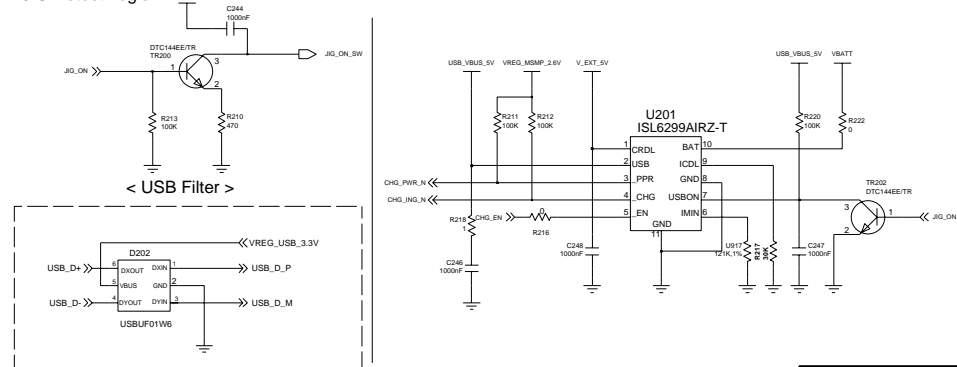 C244
1000nF
DTC144EE/TR
TR200
3
1
2
JIG_ON
JIG_ON_SW
R213
100K
R210
470
< USB Filter >
VREG_USB_3.3V
D202
USB_D+
6 DXOUT DXIN 1
USB_D_P
5 VBUS GND 2
USB_D-
4 DYOUT DYIN 3
USB_D_M
USBUF01W6
USB_VBUS_5V VREG_MSMP_2.6V V_EXT_5V
USB_VBUS_5V VBATT
R211
100K
R212
100K
U201
ISL6299AIRZ-T
R220
100K
R222
0
1 CRDL BAT 10
2 USB ICDL 9
3 _PPR GND 8
4 _CHG USBON 7
5 _EN IMIN 6
GND
11
CHG_PWR_N
CHG_ING_N
R218
1
CHG_EN
0
R216
C246
1000nF
C248
1000nF
U917
121K,1%
R217
30K
C247
1000nF
TR202
DTC144EE/TR
3
1
2
JIG_ON